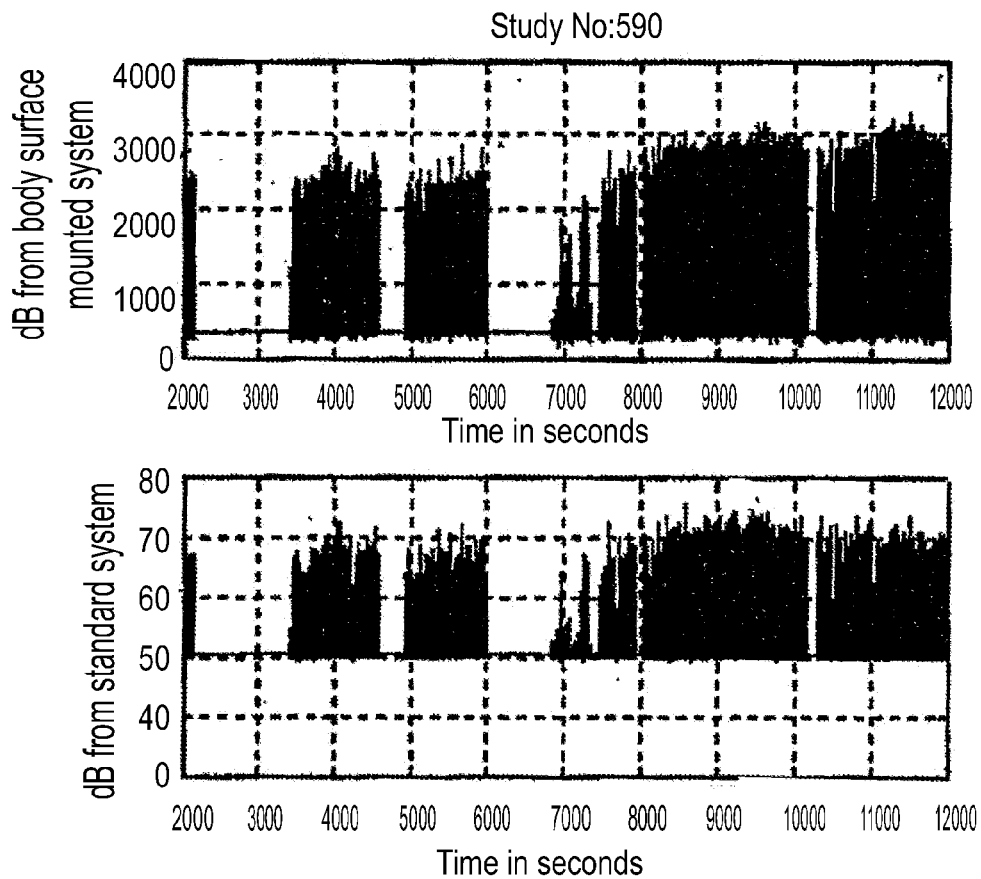 Study No:590
dB from body surface
mounted system
4000
3000
2000
1000
0
2000 3000 4000 5000 6000 7000 8000 9000 10000 11000 12000
Time in seconds
dB from standard system
80
70
60
50
40
0
2000 3000 4000 5000 6000 7000 8000 9000 10000 11000 12000
Time in seconds